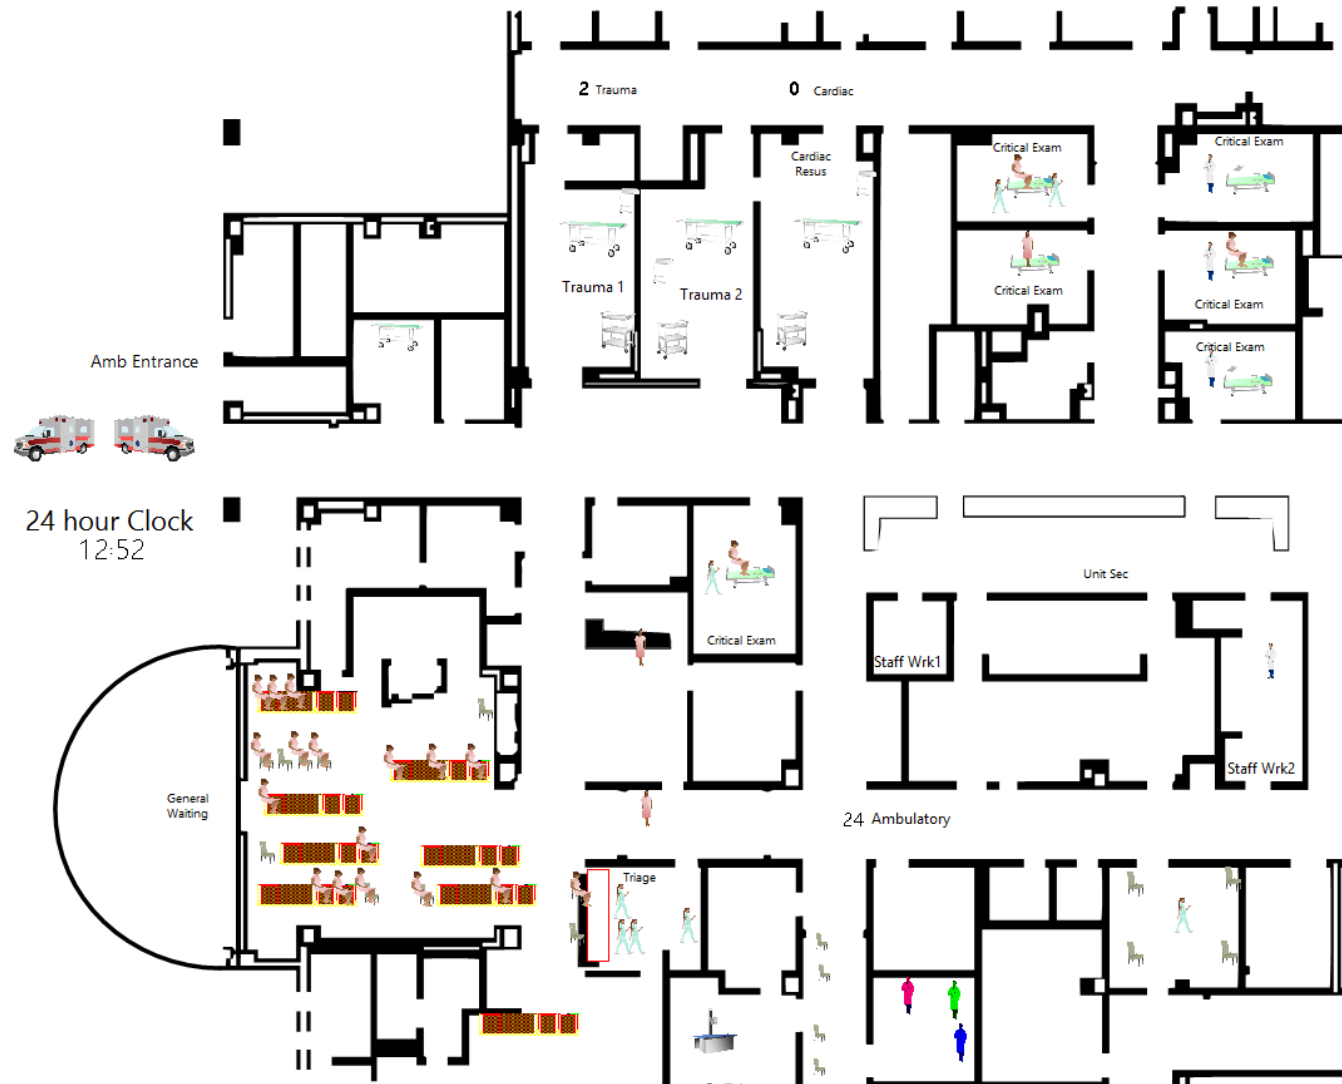 2 Trauma
0 Cardiac
Cardiac
Resus
Critical Exam
Critical Exam
Trauma 1
Trauma 2
Critical Exam
Critical Exam
Critical Exam
Amb Entrance
24 hour Clock
12:52
Unit Sec
Critical Exam
Staff Wrk1
Staff Wrk2
General
Waiting
24 Ambulatory
Triage